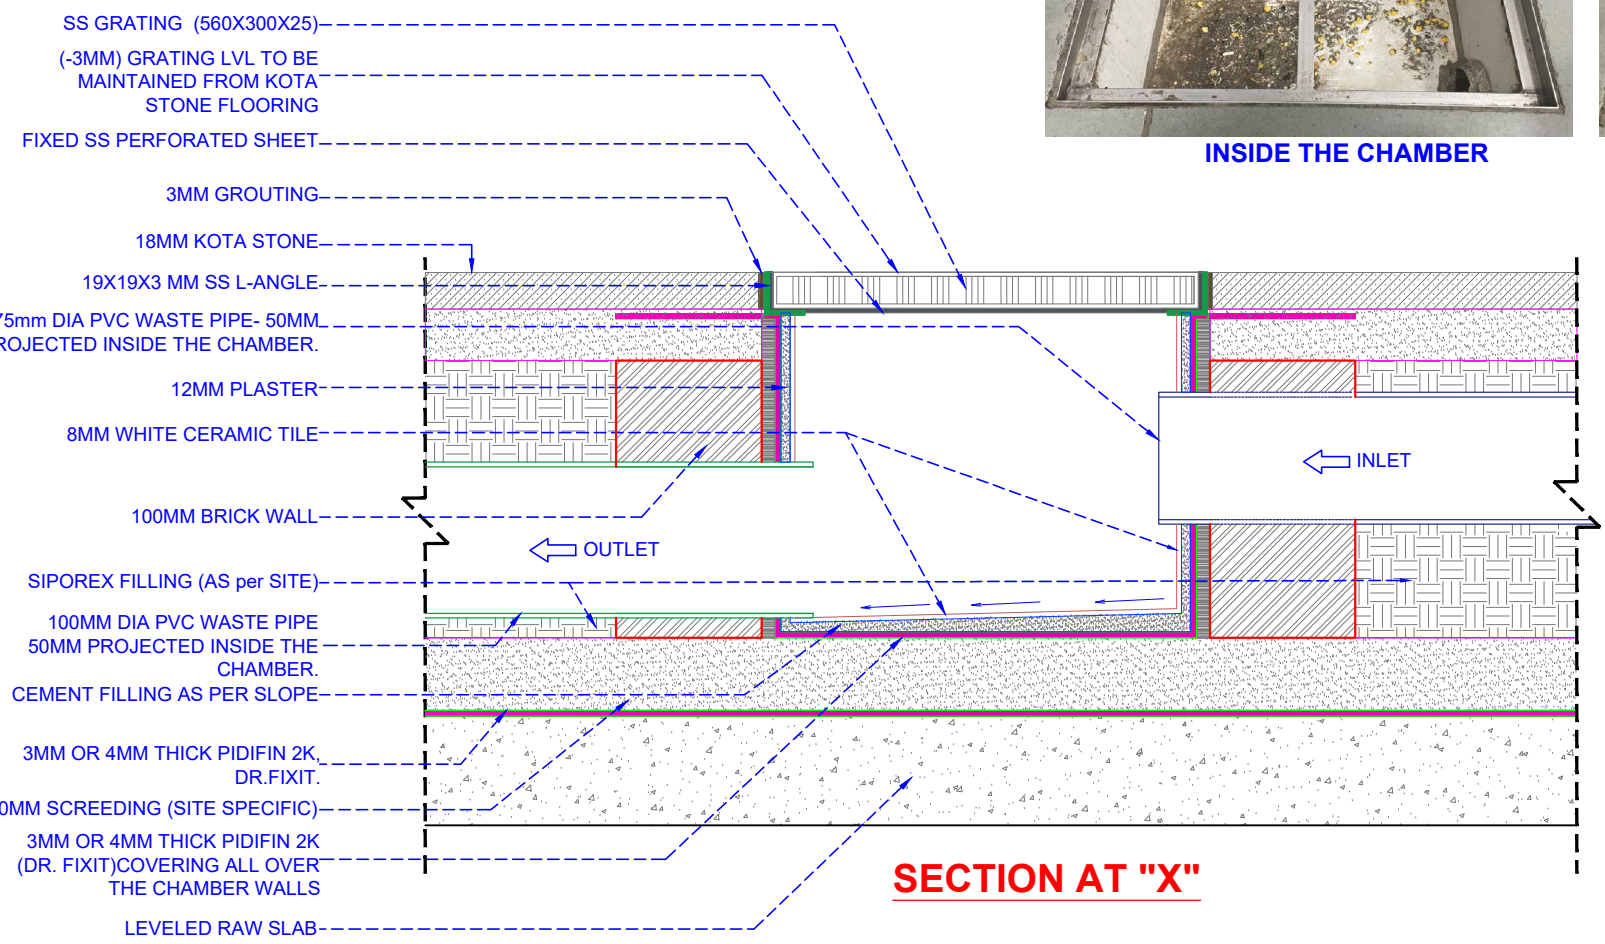 SS GRATING (560X300X25)
(-3MM) GRATING LVL TO BE
MAINTAINED FROM KOTA
STONE FLOORING
FIXED SS PERFORATED SHEET
3MM GROUTING
18MM KOTA STONE
19X19X3 MM SS L-ANGLE
75mm DIA PVC WASTE PIPE- 50MM
ROJECTED INSIDE THE CHAMBER.
12MM PLASTER
8MM WHITE CERAMIC TILE
100MM BRICK WALL
SIPOREX FILLING (AS per SITE)
100MM DIA PVC WASTE PIPE
50MM PROJECTED INSIDE THE
CHAMBER.
CEMENT FILLING AS PER SLOPE
3MM OR 4MM THICK PIDIFIN 2K,
DR.FIXIT.
0MM SCREEDING (SITE SPECIFIC)
3MM OR 4MM THICK PIDIFIN 2K
(DR. FIXIT)COVERING ALL OVER
THE CHAMBER WALLS
LEVELED RAW SLAB
INSIDE THE CHAMBER
INLET
OUTLET
SECTION AT "X"